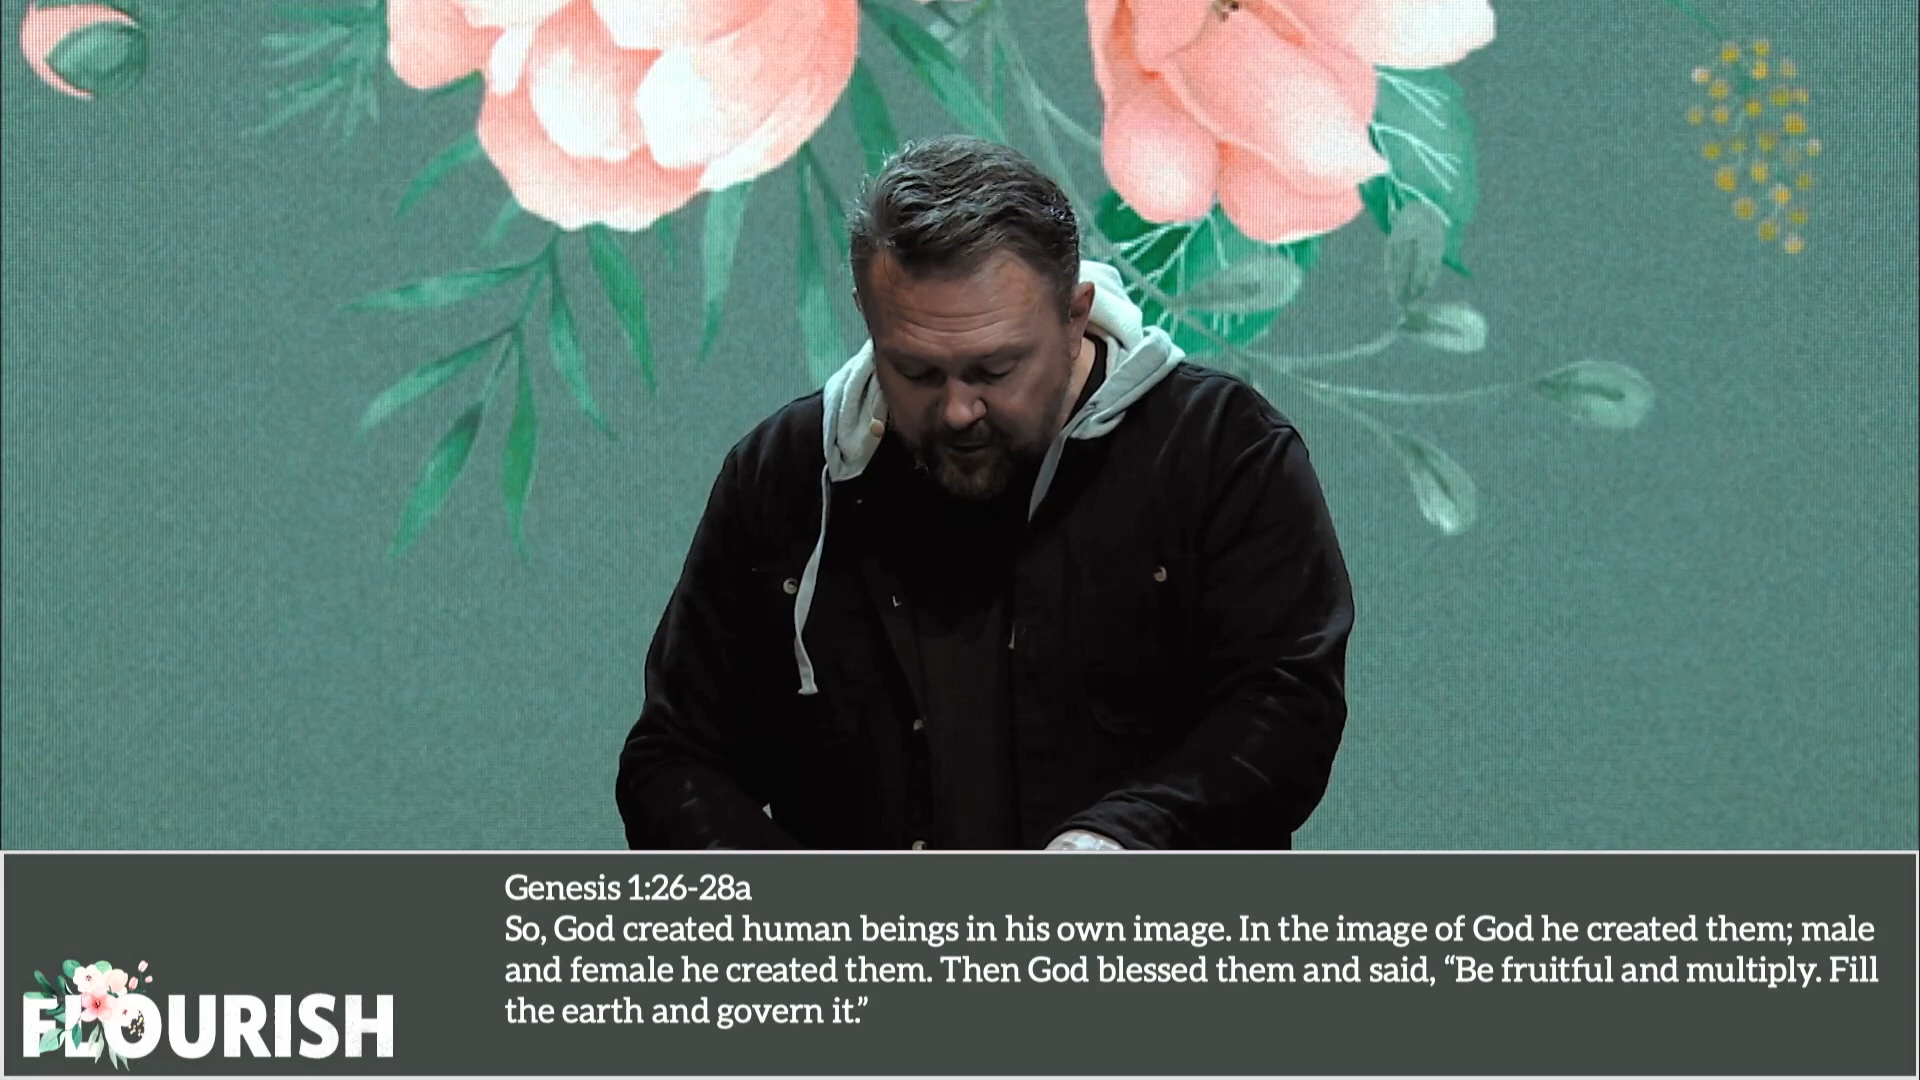 Genesis 1:26-28a
So, God created human beings in his own image. In the image of God he created them; male
and female he created them. Then God blessed them and said, “Be fruitful and multiply. Fill
the earth and govern it.”
FLOURISH